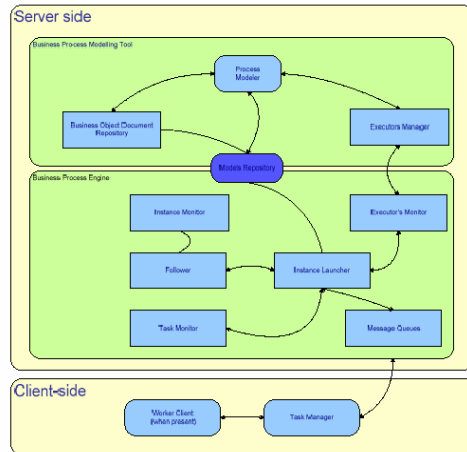 Server side
Business Process Modelling Tool
Process
Modeler
Business Object Document
Repository
Executors Manager
Models Repository
Business Process Engine
Instance Monitor
Executor's Monitor
Follower
Instance Launcher
Task Monitor
Message Queues
Client-side
Worker Client
(when present)
Task Manager